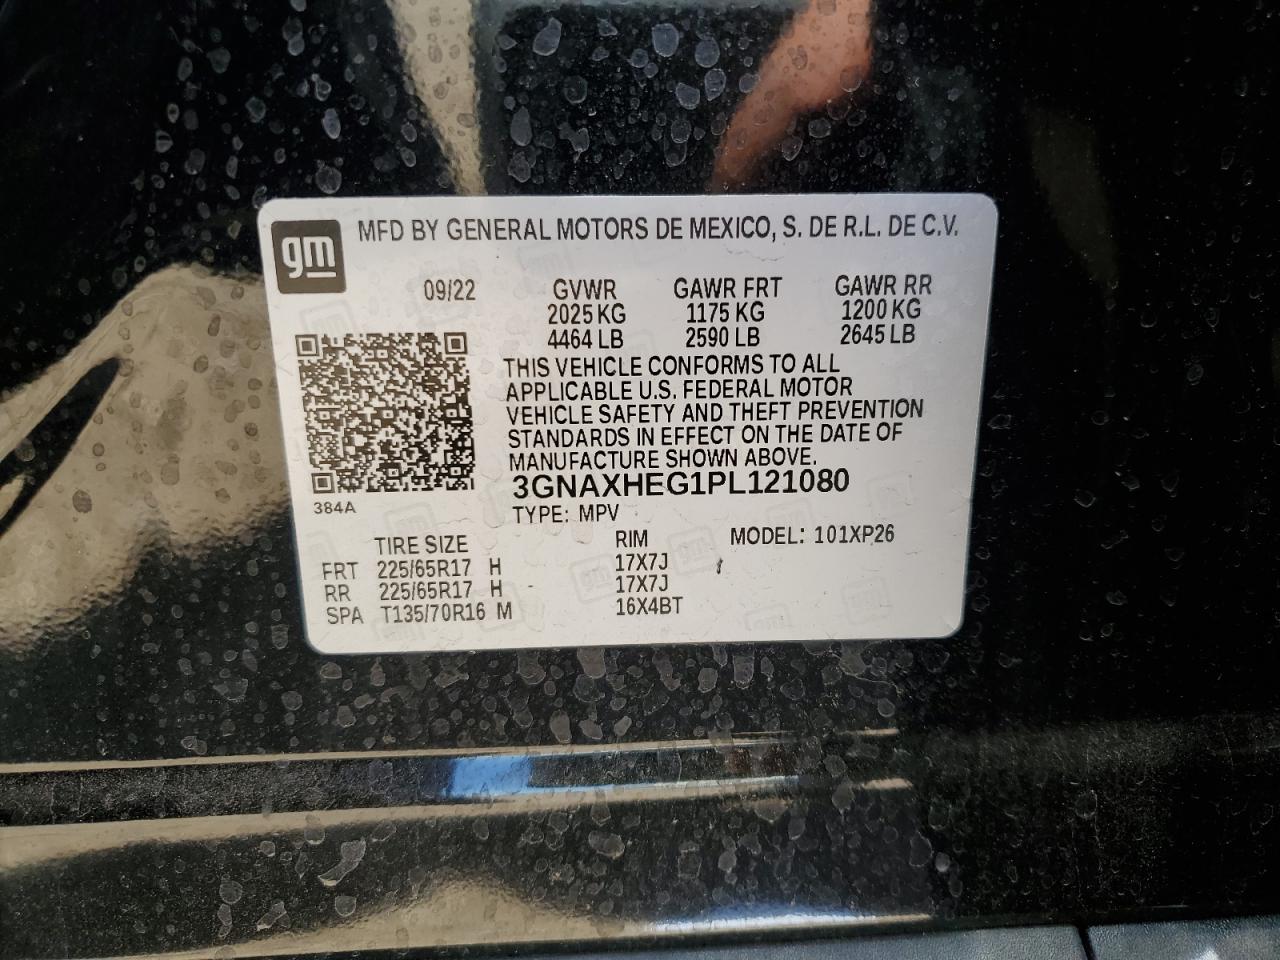 gm MFD BY GENERAL MOTORS DE MEXICO, S. DE R.L. DE C.V.
09/22 GVWR GAWR FRT GAWR RR
2025 KG 1175 KG 1200 KG
4464 LB 2590 LB 2645 LB
THIS VEHICLE CONFORMS TO ALL
APPLICABLE U.S. FEDERAL MOTOR
VEHICLE SAFETY AND THEFT PREVENTION
STANDARDS IN EFFECT ON THE DATE OF
MANUFACTURE SHOWN ABOVE.
3GNAXHEG1PL121080
384A
TYPE: MPV
TIRE SIZE RIM MODEL: 101XP26
FRT 225/65R17 H 17X7J
RR 225/65R17 H 17X7J
SPA T135/70R16 M 16X4BT